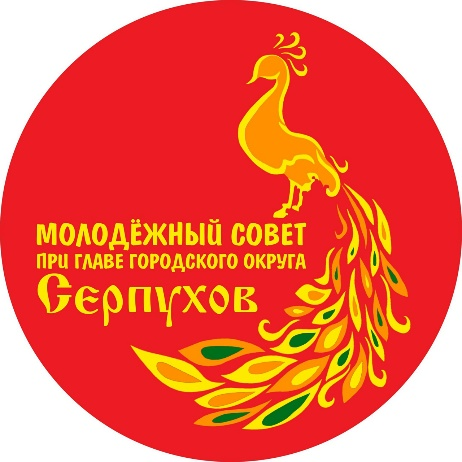 МОЛОДЁЖНЫЙ СОВЕТ
ПРИ ГЛАВЕ ГОРОДСКОГО ОКРУГА
Серпухов